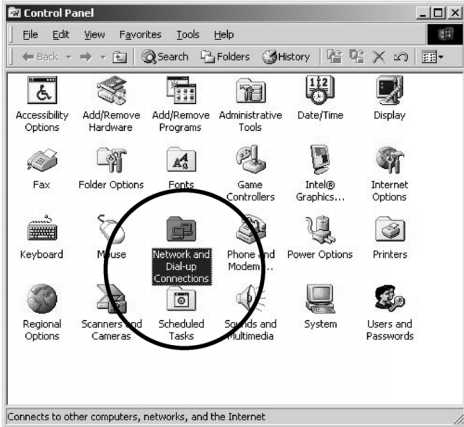 Control Panel
File Edit View Favorites Tools Help
Back Search Folders History
Accessibility Options
Add/Remove Hardware
Add/Remove Programs
Administrative Tools
Date/Time
Display
Fax
Folder Options
Fonts
Game Controllers
Intel® Graphics...
Internet Options
Keyboard
Mouse
Network and Dial-up Connections
Phone and Modem ...
Power Options
Printers
Regional Options
Scanners and Cameras
Scheduled Tasks
Sounds and Multimedia
System
Users and Passwords
Connects to other computers, networks, and the Internet